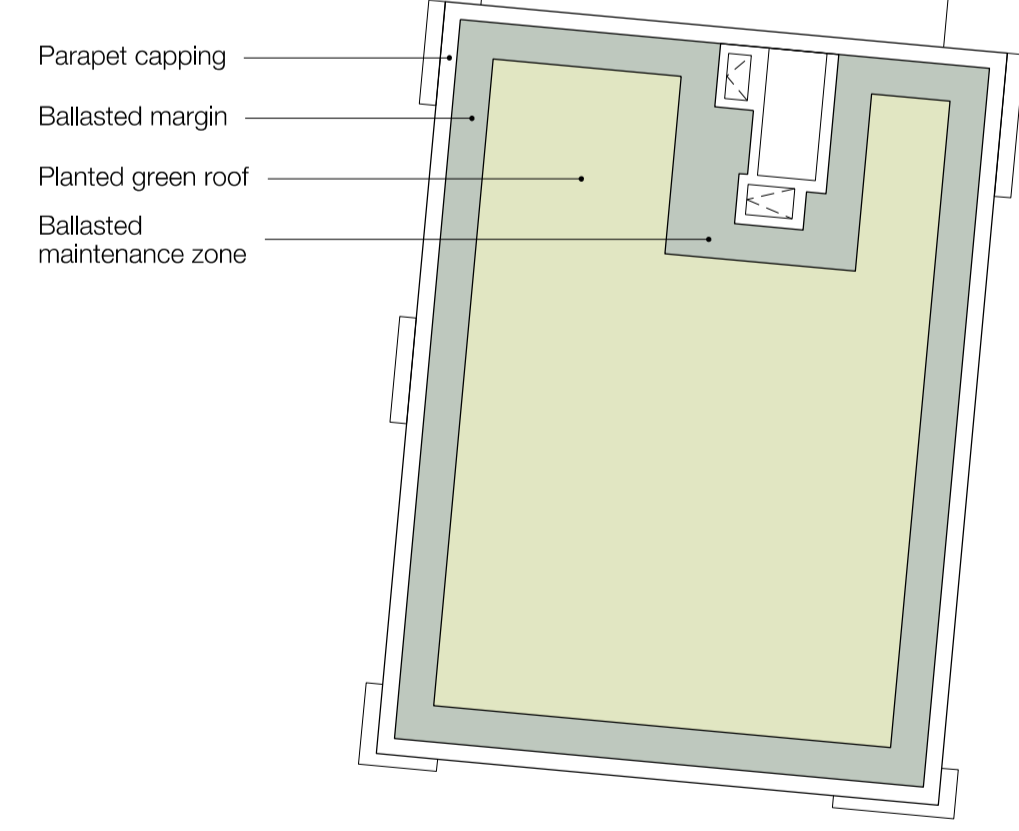 Parapet capping
Ballasted margin
Planted green roof
Ballasted
maintenance zone